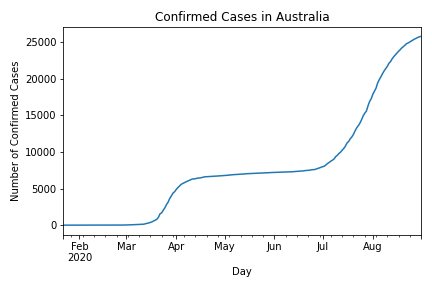 Confirmed Cases in Australia
Number of Confirmed Cases
25000
20000
15000
10000
5000
0
Feb Mar Apr May Jun Jul Aug
2020
Day